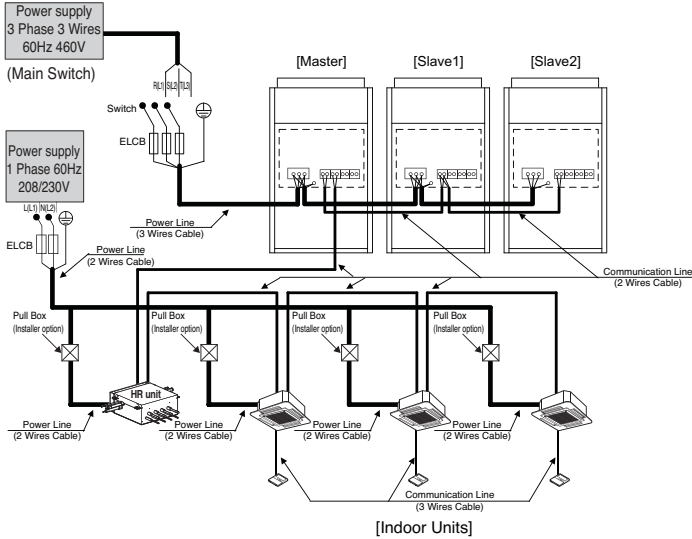 Power supply
3 Phase 3 Wires
60Hz 460V
(Main Switch)
[Master]
[Slave1]
[Slave2]
R(L1) S(L2) T(L3)
Switch
ELCB
Power supply
1 Phase 60Hz
208/230V
L(L1) N(L2)
ELCB
Power Line
(3 Wires Cable)
Power Line
(2 Wires Cable)
Communication Line
(2 Wires Cable)
Pull Box
(Installer option)
Pull Box
(Installer option)
Pull Box
(Installer option)
Pull Box
(Installer option)
HR unit
Power Line
(2 Wires Cable)
Power Line
(2 Wires Cable)
Power Line
(2 Wires Cable)
Power Line
(2 Wires Cable)
Communication Line
(3 Wires Cable)
[Indoor Units]